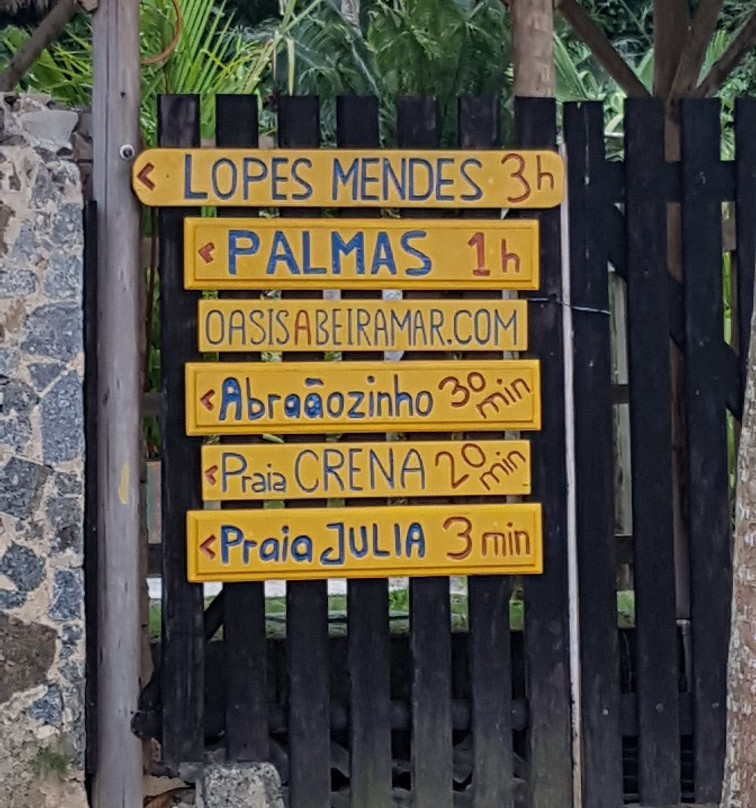 < LOPES MENDES 3h
< PALMAS 1h
OASISABEIRAMAR.COM
< Abraãozinho 30 min
< Praia CRENA 20 min
< Praia JULIA 3 min